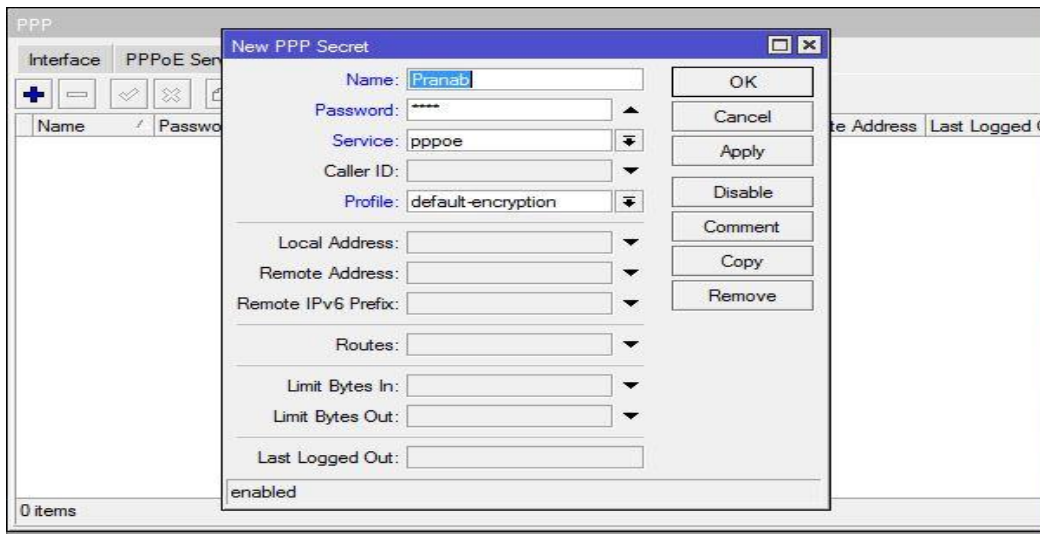 PPP
New PPP Secret
Interface PPPoE Ser
Name: Pranab OK
Password: **** Cancel
Name Passwo te Address Last Logged
Service: pppoe Apply
Caller ID:
Profile: default-encryption Disable
Comment
Local Address:
Copy
Remote Address:
Remote IPv6 Prefix: Remove
Routes:
Limit Bytes In:
Limit Bytes Out:
Last Logged Out:
enabled
0 items